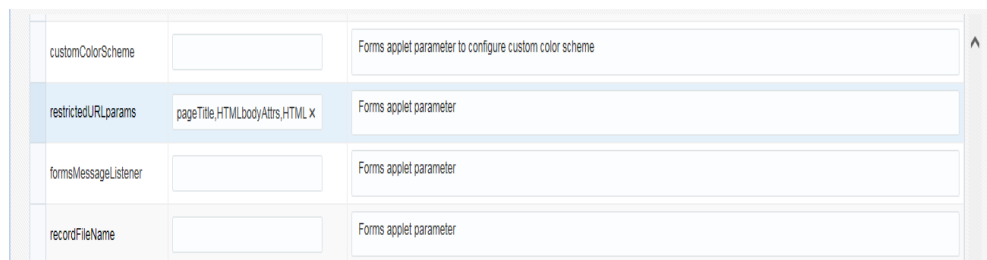 customColorScheme
Forms applet parameter to configure custom color scheme
restrictedURLparams
pageTitle,HTMLbodyAttrs,HTML
Forms applet parameter
formsMessageListener
Forms applet parameter
recordFileName
Forms applet parameter